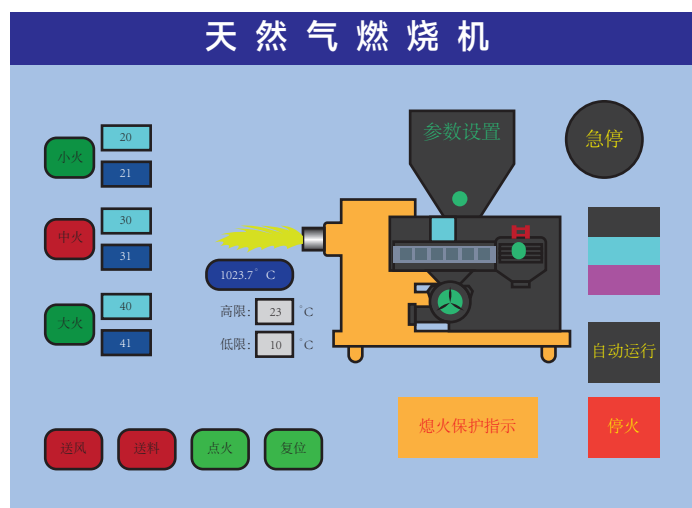 天然气燃烧机
参数设置
急停
小火
20
21
中火
30
31
大火
40
41
1023.7° C
高限: 23 °C
低限: 10 °C
自动运行
熄火保护指示
停火
送风
送料
点火
复位